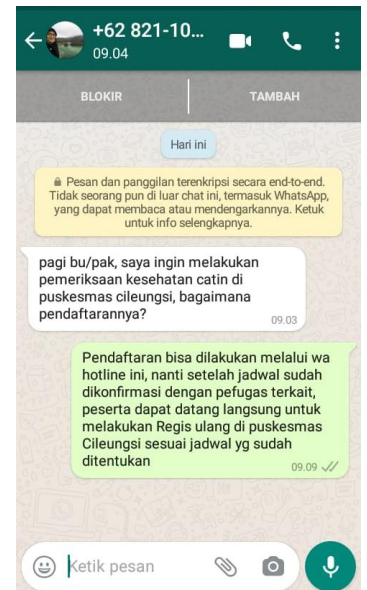 +62 821-10...
09.04
BLOKIR
TAMBAH
Hari ini
Pesan dan panggilan terenkripsi secara end-to-end.
Tidak seorang pun di luar chat ini, termasuk WhatsApp,
yang dapat membaca atau mendengarkannya. Ketuk
untuk info selengkapnya.
pagi bu/pak, saya ingin melakukan
pemeriksaan kesehatan catin di
puskesmas cileungsi, bagaimana
pendaftarannya?
09.03
Pendaftaran bisa dilakukan melalui wa
hotline ini, nanti setelah jadwal sudah
dikonfirmasi dengan pefugas terkait,
peserta dapat datang langsung untuk
melakukan Regis ulang di puskesmas
Cileungsi sesuai jadwal yg sudah
ditentukan
09.09
Ketik pesan